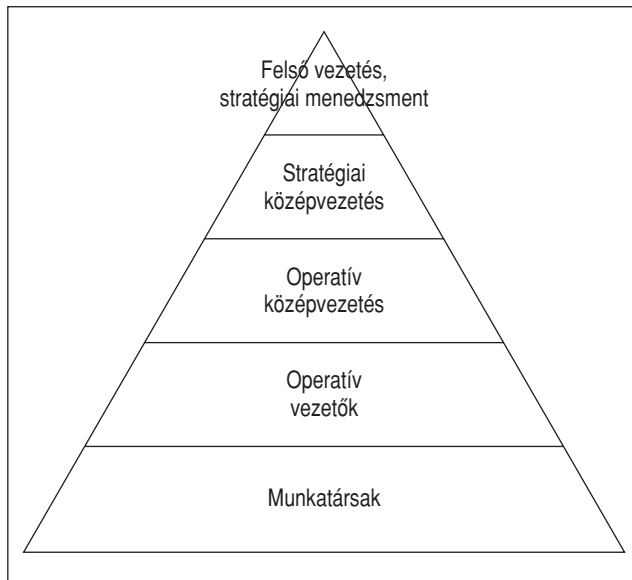 Felső vezetés,
stratégiai menedzsment
Stratégiai
középvezetés
Operatív
középvezetés
Operatív
vezetők
Munkatársak